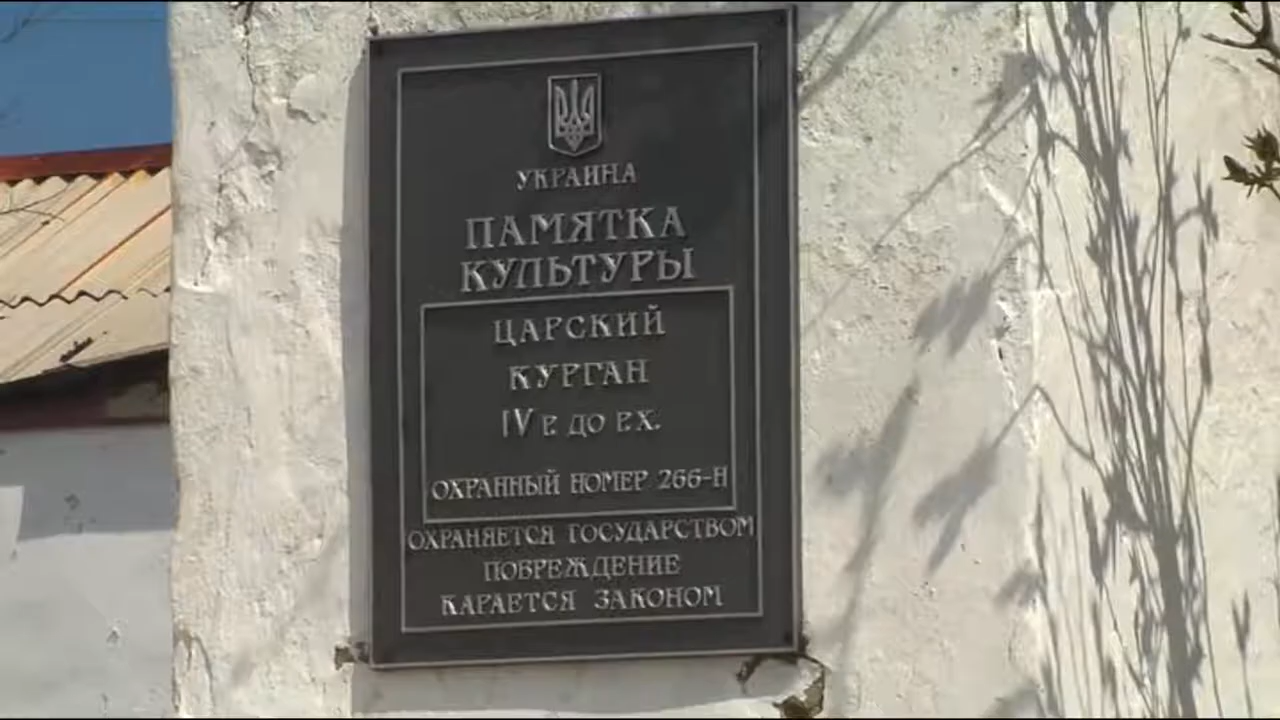 УКРАИНА
ПАМЯТКА
КУЛЬТУРЫ
ЦАРСКИЙ
КУРГАН
IV В. ДО Р.Х.
ОХРАННЫЙ НОМЕР 266-Н
ОХРАНЯЕТСЯ ГОСУДАРСТВОМ
ПОВРЕЖДЕНИЕ
КАРАЕТСЯ ЗАКОНОМ